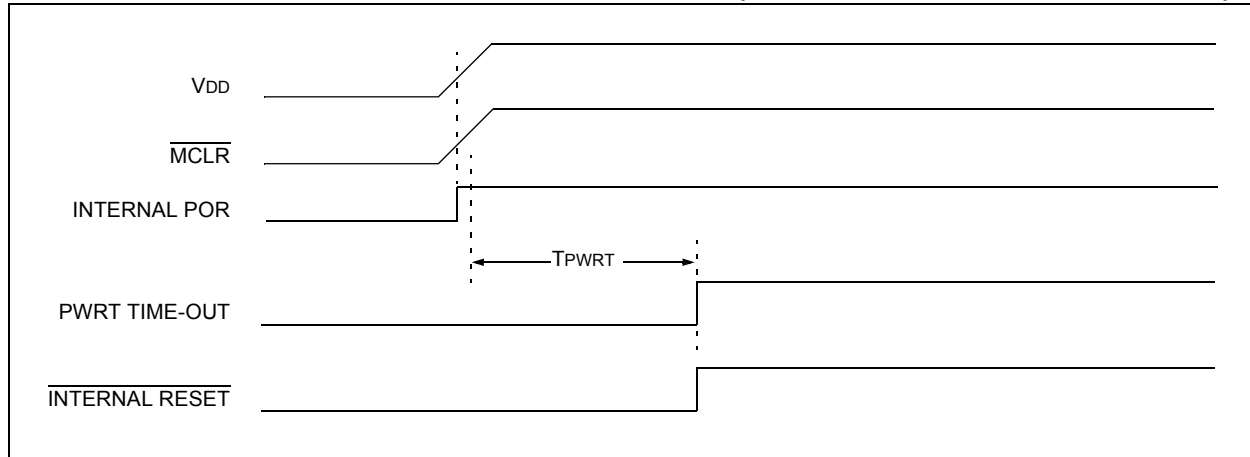 VDD
MCLR
INTERNAL POR
TPWRT
PWRT TIME-OUT
INTERNAL RESET